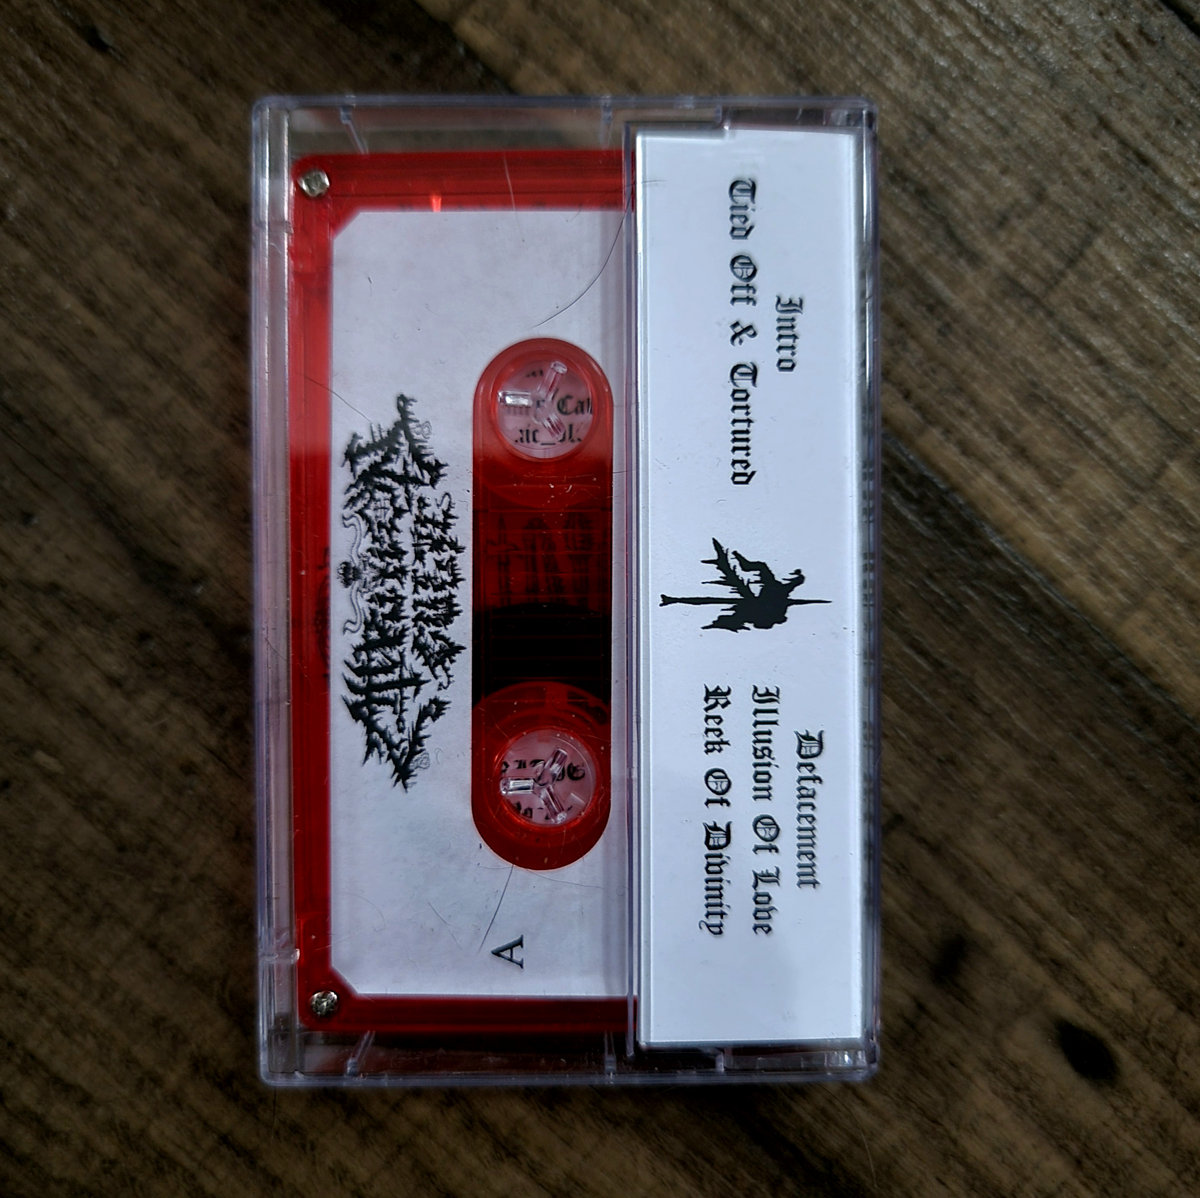 Intro
Tied Off & Tortured
Defacement
Illusion Of Love
Reek Of Divinity
A